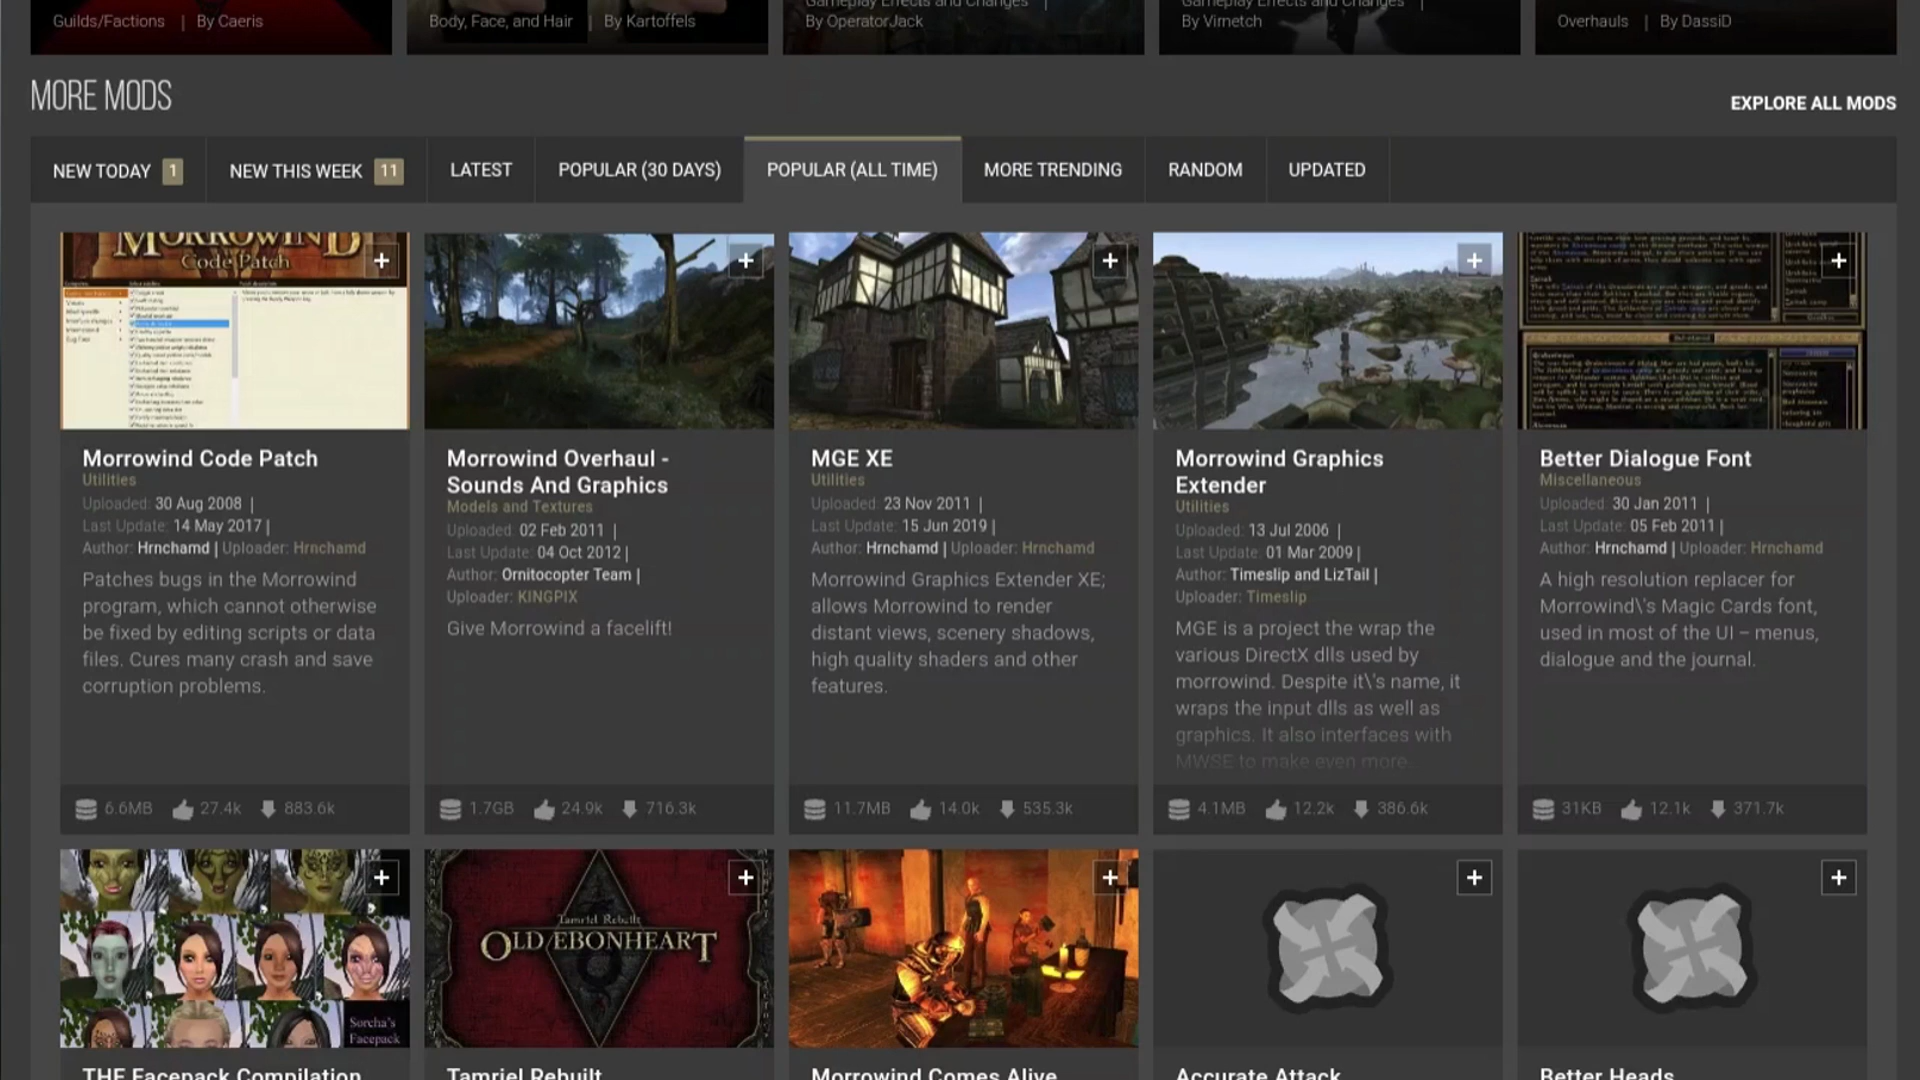 Gameplay Effects and Changes |
Gameplay Effects and Changes |
Guilds/Factions | By Caeris
Body, Face, and Hair | By Kartoffels
By OperatorJack
By Virnetch
Overhauls | By DassiD
MORE MODS
EXPLORE ALL MODS
NEW TODAY 1
NEW THIS WEEK 11
LATEST
POPULAR (30 DAYS)
POPULAR (ALL TIME)
MORE TRENDING
RANDOM
UPDATED
MORROWIND
Code Patch
Morrowind Code Patch
Utilities
Uploaded: 30 Aug 2008 |
Last Update: 14 May 2017 |
Author: Hrnchamd | Uploader: Hrnchamd
Patches bugs in the Morrowind
program, which cannot otherwise
be fixed by editing scripts or data
files. Cures many crash and save
corruption problems.
6.6MB 27.4k 883.6k
Morrowind Overhaul -
Sounds And Graphics
Models and Textures
Uploaded: 02 Feb 2011 |
Last Update: 04 Oct 2012 |
Author: Ornitocopter Team |
Uploader: KINGPIX
Give Morrowind a facelift!
1.7GB 24.9k 716.3k
MGE XE
Utilities
Uploaded: 23 Nov 2011 |
Last Update: 15 Jun 2019 |
Author: Hrnchamd | Uploader: Hrnchamd
Morrowind Graphics Extender XE;
allows Morrowind to render
distant views, scenery shadows,
high quality shaders and other
features.
11.7MB 14.0k 535.3k
Morrowind Graphics
Extender
Utilities
Uploaded: 13 Jul 2006 |
Last Update: 01 Mar 2009 |
Author: Timeslip and LizTail |
Uploader: Timeslip
MGE is a project the wrap the
various DirectX dlls used by
morrowind. Despite it\'s name, it
wraps the input dlls as well as
graphics. It also interfaces with
MWSE to make even more
4.1MB 12.2k 386.6k
Better Dialogue Font
Miscellaneous
Uploaded: 30 Jan 2011 |
Last Update: 05 Feb 2011 |
Author: Hrnchamd | Uploader: Hrnchamd
A high resolution replacer for
Morrowind\'s Magic Cards font,
used in most of the UI – menus,
dialogue and the journal.
31KB 12.1k 371.7k
Sorcha's
Facepack
THE Facepack Compilation
Tamriel Rebuilt
OLD EBONHEART
Tamriel Rebuilt
Morrowind Comes Alive
Accurate Attack
Better Heads